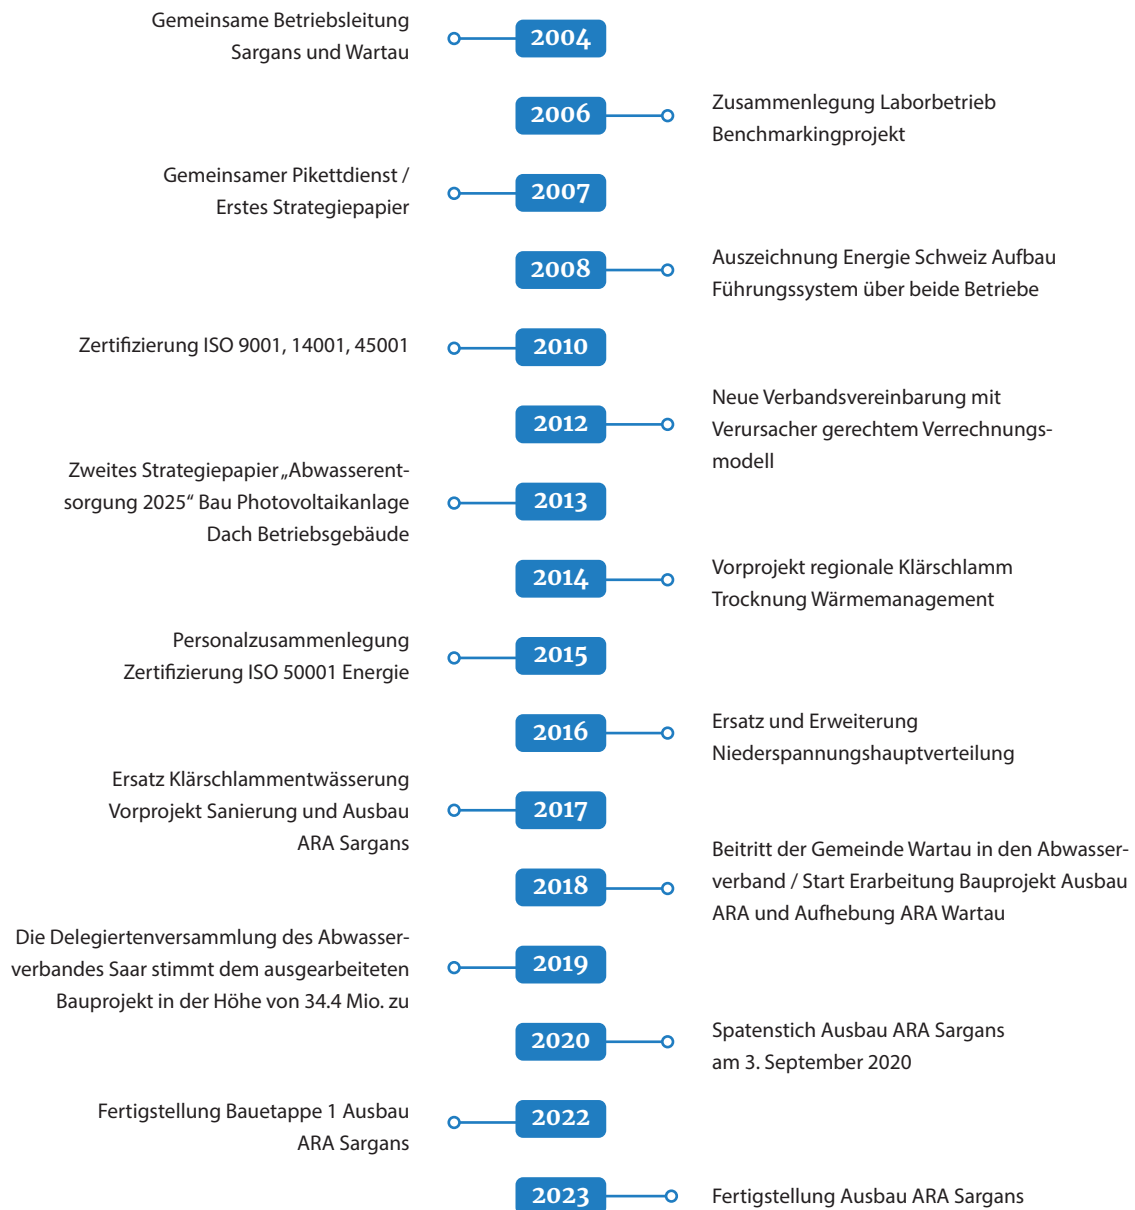 Gemeinsame Betriebsleitung
Sargans und Wartau
2004
2006
Zusammenlegung Laborbetrieb
Benchmarkingprojekt
Gemeinsamer Pikettdienst /
Erstes Strategiepapier
2007
2008
Auszeichnung Energie Schweiz Aufbau
Führungssystem über beide Betriebe
Zertifizierung ISO 9001, 14001, 45001
2010
2012
Neue Verbandsvereinbarung mit
Verursacher gerechtem Verrechnungs-
modell
Zweites Strategiepapier „Abwasserent-
sorgung 2025“ Bau Photovoltaikanlage
Dach Betriebsgebäude
2013
2014
Vorprojekt regionale Klärschlamm
Trocknung Wärmemanagement
Personalzusammenlegung
Zertifizierung ISO 50001 Energie
2015
2016
Ersatz und Erweiterung
Niederspannungshauptverteilung
Ersatz Klärschlammentwässerung
Vorprojekt Sanierung und Ausbau
ARA Sargans
2017
2018
Beitritt der Gemeinde Wartau in den Abwasser-
verband / Start Erarbeitung Bauprojekt Ausbau
ARA und Aufhebung ARA Wartau
Die Delegiertenversammlung des Abwasser-
verbandes Saar stimmt dem ausgearbeiteten
Bauprojekt in der Höhe von 34.4 Mio. zu
2019
2020
Spatenstich Ausbau ARA Sargans
am 3. September 2020
Fertigstellung Bauetappe 1 Ausbau
ARA Sargans
2022
2023
Fertigstellung Ausbau ARA Sargans